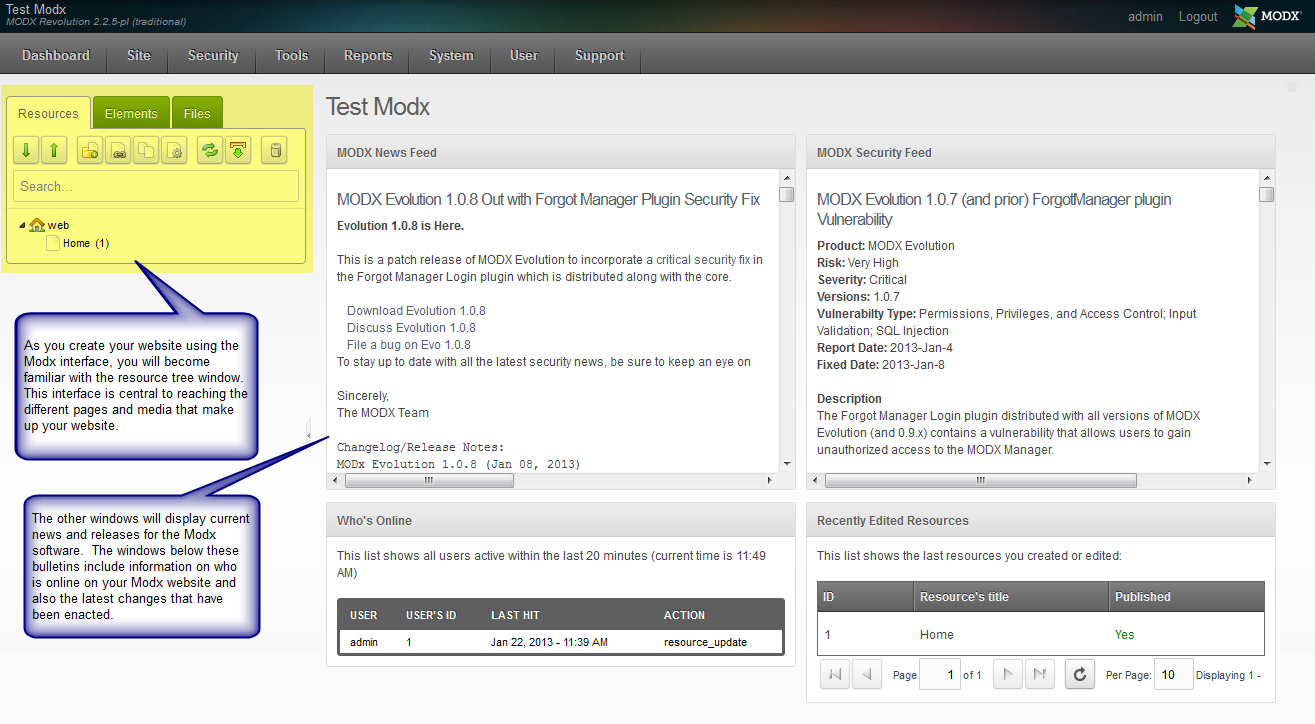 Test Modx
MODX Revolution 2.2.5-pl (traditional)
admin Logout MODX
Dashboard Site Security Tools Reports System User Support
Resources Elements Files
Search...
web
Home (1)
As you create your website using the
Modx interface, you will become
familiar with the resource tree window.
This interface is central to reaching the
different pages and media that make
up your website.
The other windows will display current
news and releases for the Modx
software. The windows below these
bulletins include information on who
is online on your Modx website and
also the latest changes that have
been enacted.
Test Modx
MODX News Feed
MODX Evolution 1.0.8 Out with Forgot Manager Plugin Security Fix
Evolution 1.0.8 is Here.
This is a patch release of MODX Evolution to incorporate a critical security fix in
the Forgot Manager Login plugin which is distributed along with the core.
Download Evolution 1.0.8
Discuss Evolution 1.0.8
File a bug on Evo 1.0.8
To stay up to date with all the latest security news, be sure to keep an eye on
Sincerely,
The MODX Team
Changelog/Release Notes:
MODx Evolution 1.0.8 (Jan 08, 2013)
MODX Security Feed
MODX Evolution 1.0.7 (and prior) ForgotManager plugin
Vulnerability
Product: MODX Evolution
Risk: Very High
Severity: Critical
Versions: 1.0.7
Vulnerabilty Type: Permissions, Privileges, and Access Control; Input
Validation; SQL Injection
Report Date: 2013-Jan-4
Fixed Date: 2013-Jan-8
Description
The Forgot Manager Login plugin distributed with all versions of MODX
Evolution (and 0.9.x) contains a vulnerability that allows users to gain
unauthorized access to the MODX Manager.
Who's Online
This list shows all users active within the last 20 minutes (current time is 11:49
AM)
USER USER'S ID LAST HIT ACTION
admin 1 Jan 22, 2013 - 11:39 AM resource_update
Recently Edited Resources
This list shows the last resources you created or edited:
ID Resource's title Published
1 Home Yes
Page 1 of 1 Per Page: 10 Displaying 1 -